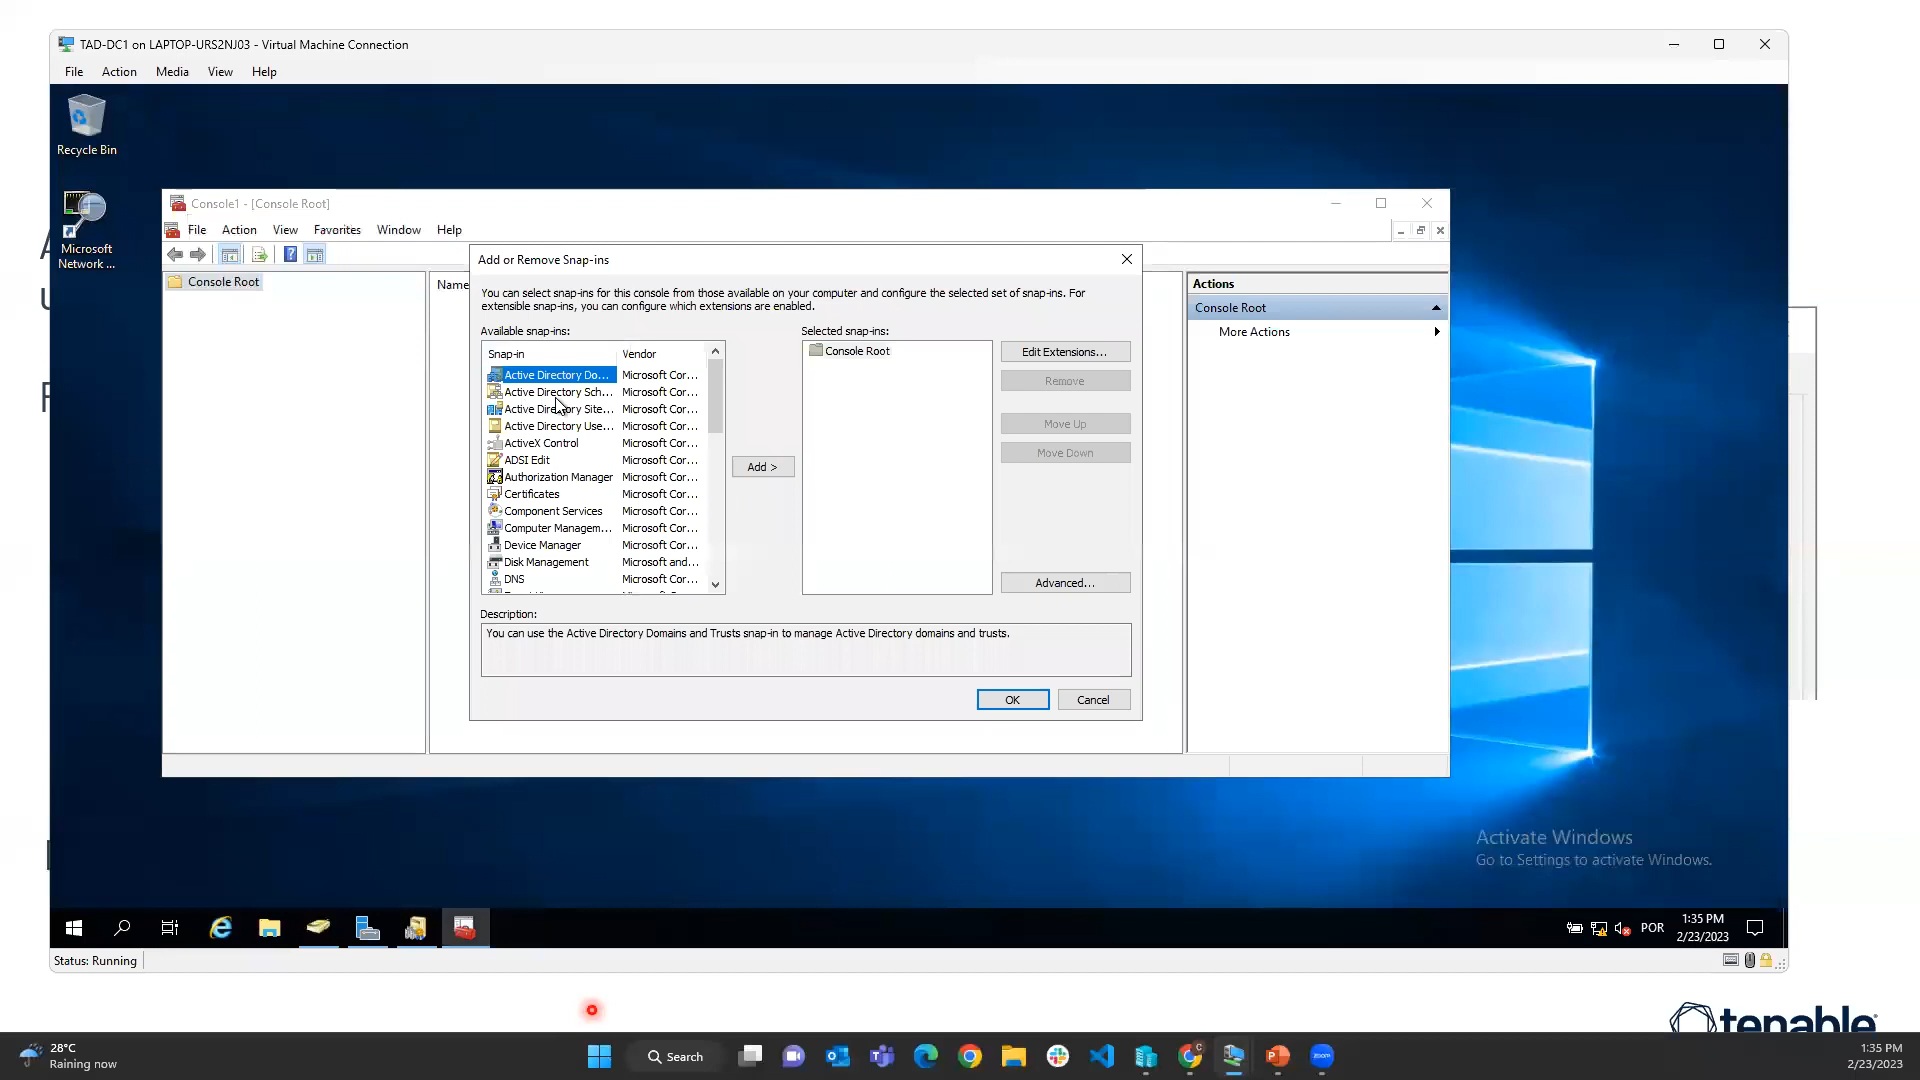 TAD-DC1 on LAPTOP-URS2NJ03 - Virtual Machine Connection
File Action Media View Help
Recycle Bin
Microsoft
Network ...
Console1 - [Console Root]
File Action View Favorites Window Help
Console Root
Name
Add or Remove Snap-ins
You can select snap-ins for this console from those available on your computer and configure the selected set of snap-ins. For
extensible snap-ins, you can configure which extensions are enabled.
Available snap-ins:
Snap-in Vendor
Active Directory Do... Microsoft Cor...
Active Directory Sch... Microsoft Cor...
Active Directory Site... Microsoft Cor...
Active Directory Use... Microsoft Cor...
ActiveX Control Microsoft Cor...
ADSI Edit Microsoft Cor...
Authorization Manager Microsoft Cor...
Certificates Microsoft Cor...
Component Services Microsoft Cor...
Computer Managem... Microsoft Cor...
Device Manager Microsoft Cor...
Disk Management Microsoft and...
DNS Microsoft Cor...
Add >
Selected snap-ins:
Console Root
Edit Extensions...
Remove
Move Up
Move Down
Advanced...
Description:
You can use the Active Directory Domains and Trusts snap-in to manage Active Directory domains and trusts.
OK Cancel
Actions
Console Root
More Actions
Activate Windows
Go to Settings to activate Windows.
POR
1:35 PM
2/23/2023
Status: Running
tenable
28°C
Raining now
Search
zoom
1:35 PM
2/23/2023